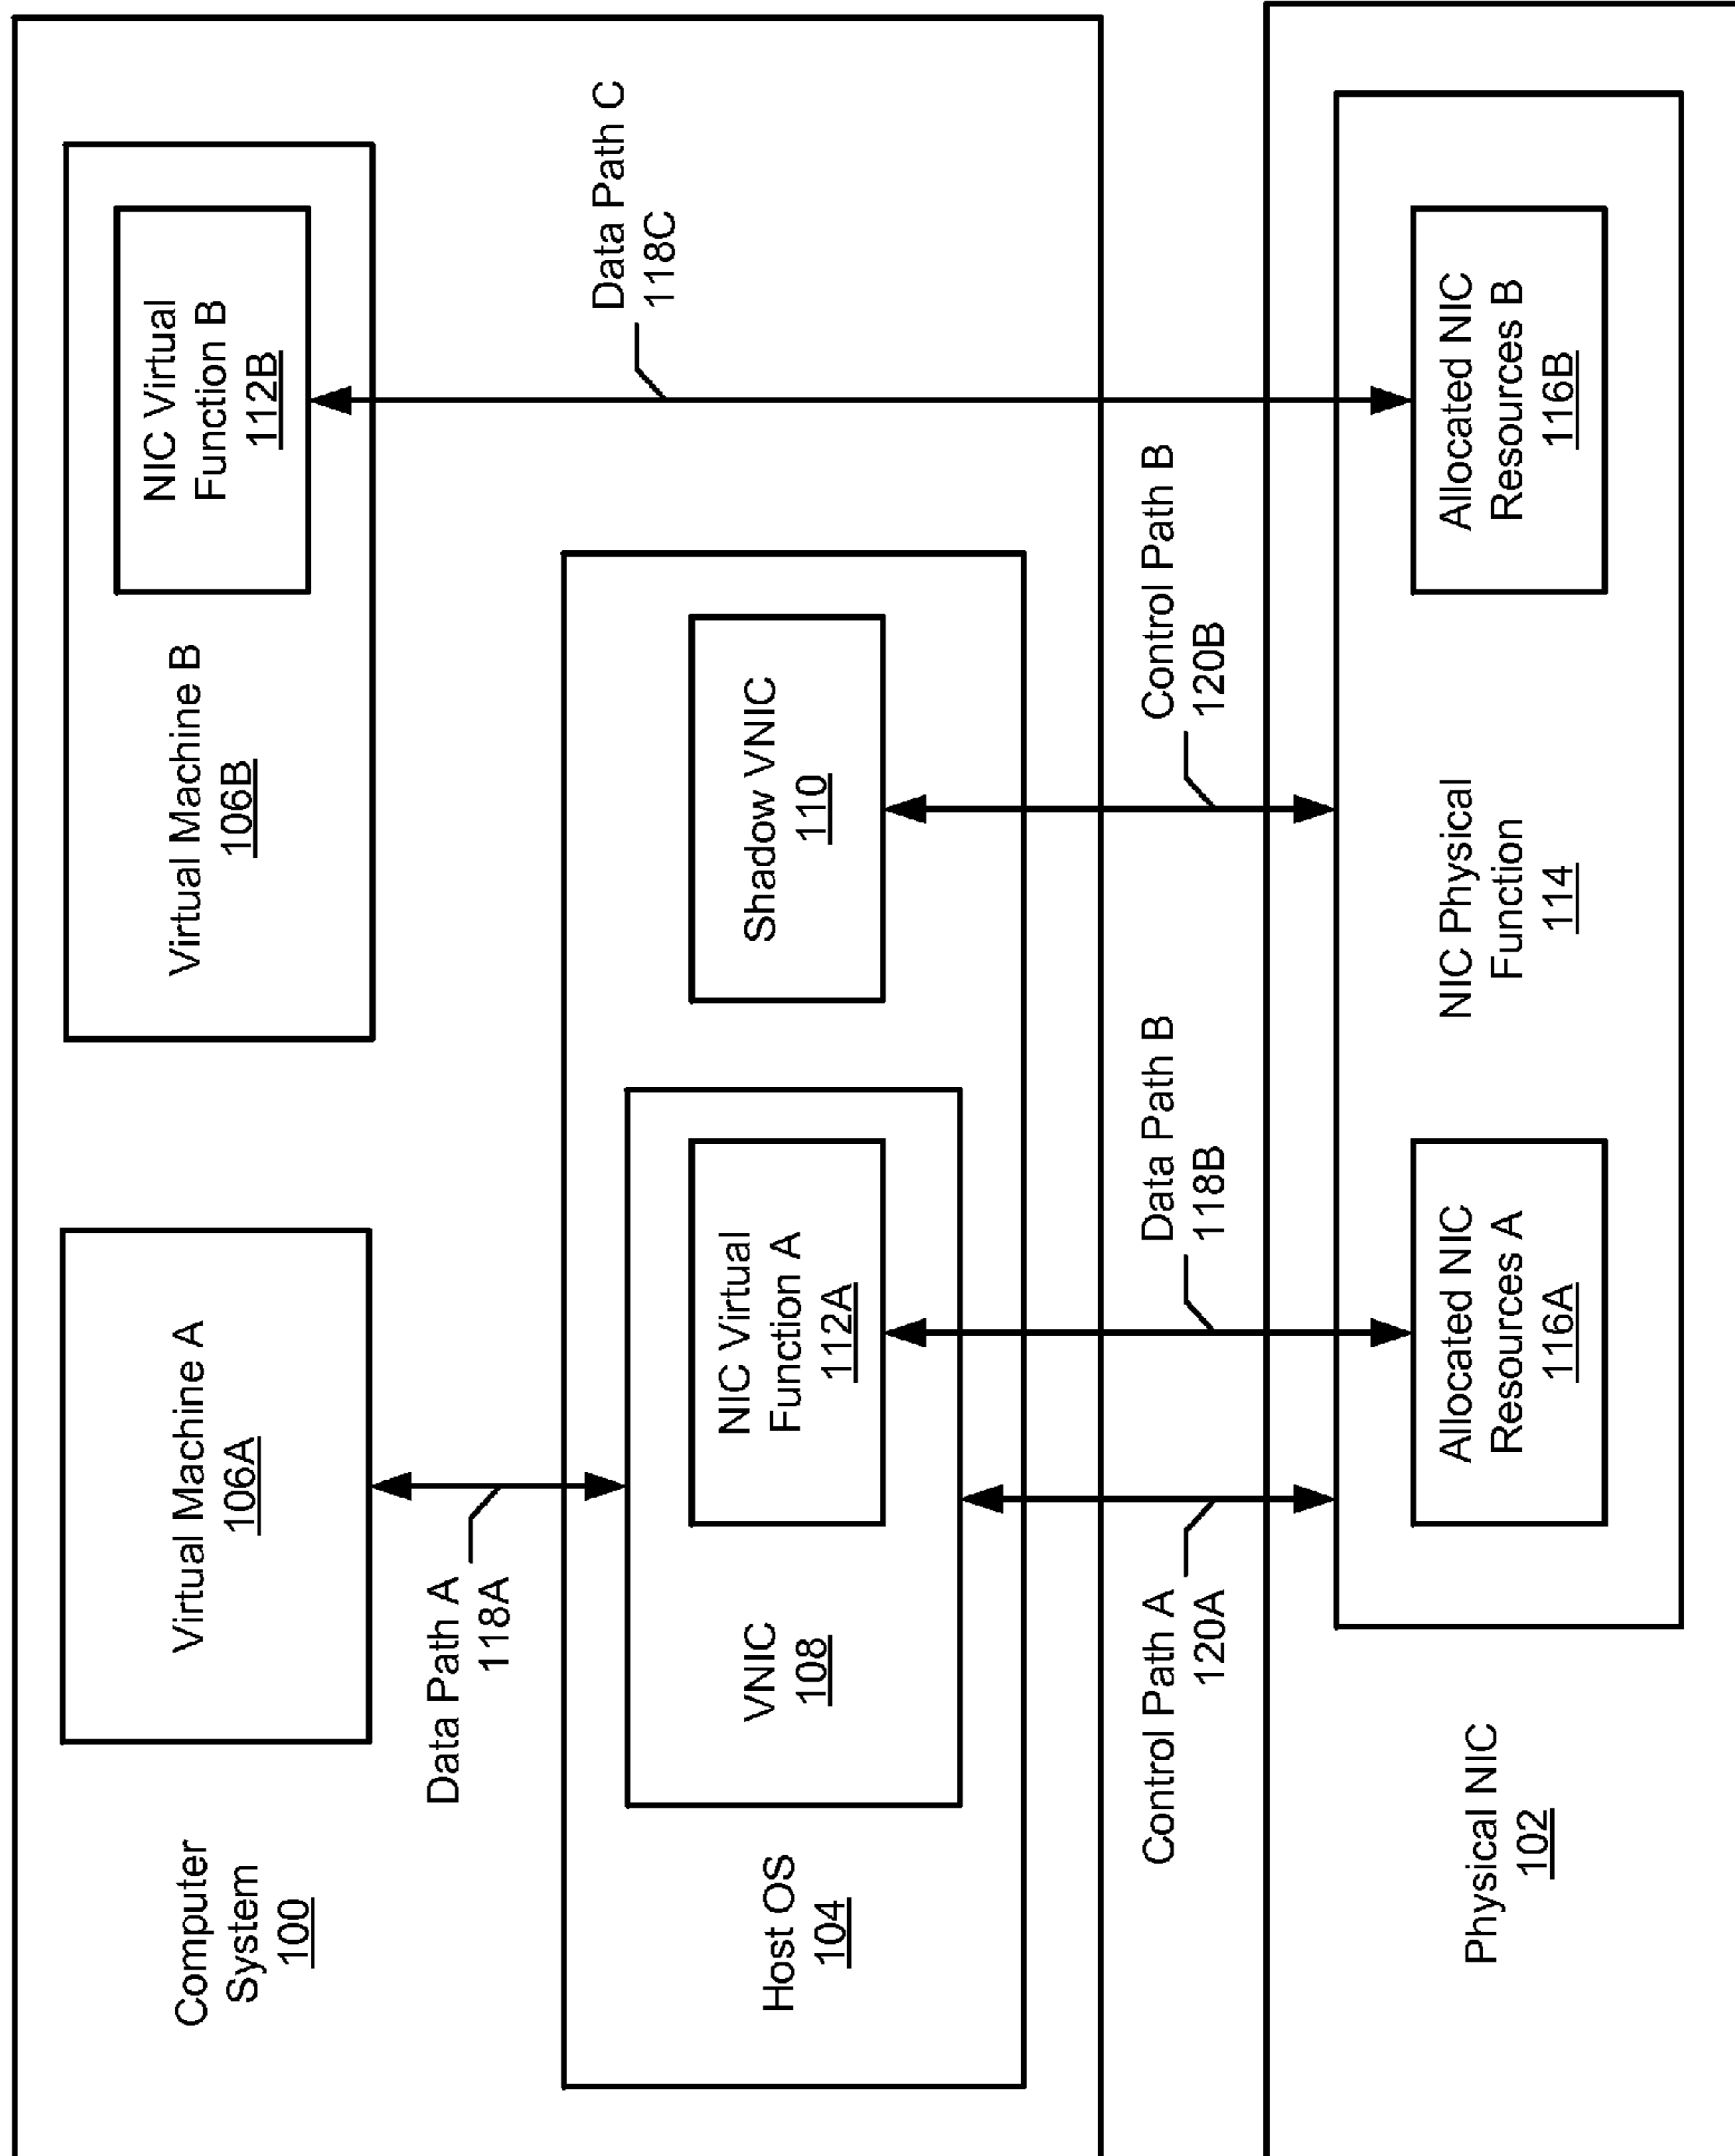 Computer
System
100
Virtual Machine A
106A
Virtual Machine B
106B
NIC Virtual
Function B
112B
Data Path A
118A
Data Path C
118C
Host OS
104
VNIC
108
NIC Virtual
Function A
112A
Shadow VNIC
110
Control Path A
120A
Data Path B
118B
Control Path B
120B
Physical NIC
102
Allocated NIC
Resources A
116A
NIC Physical
Function
114
Allocated NIC
Resources B
116B